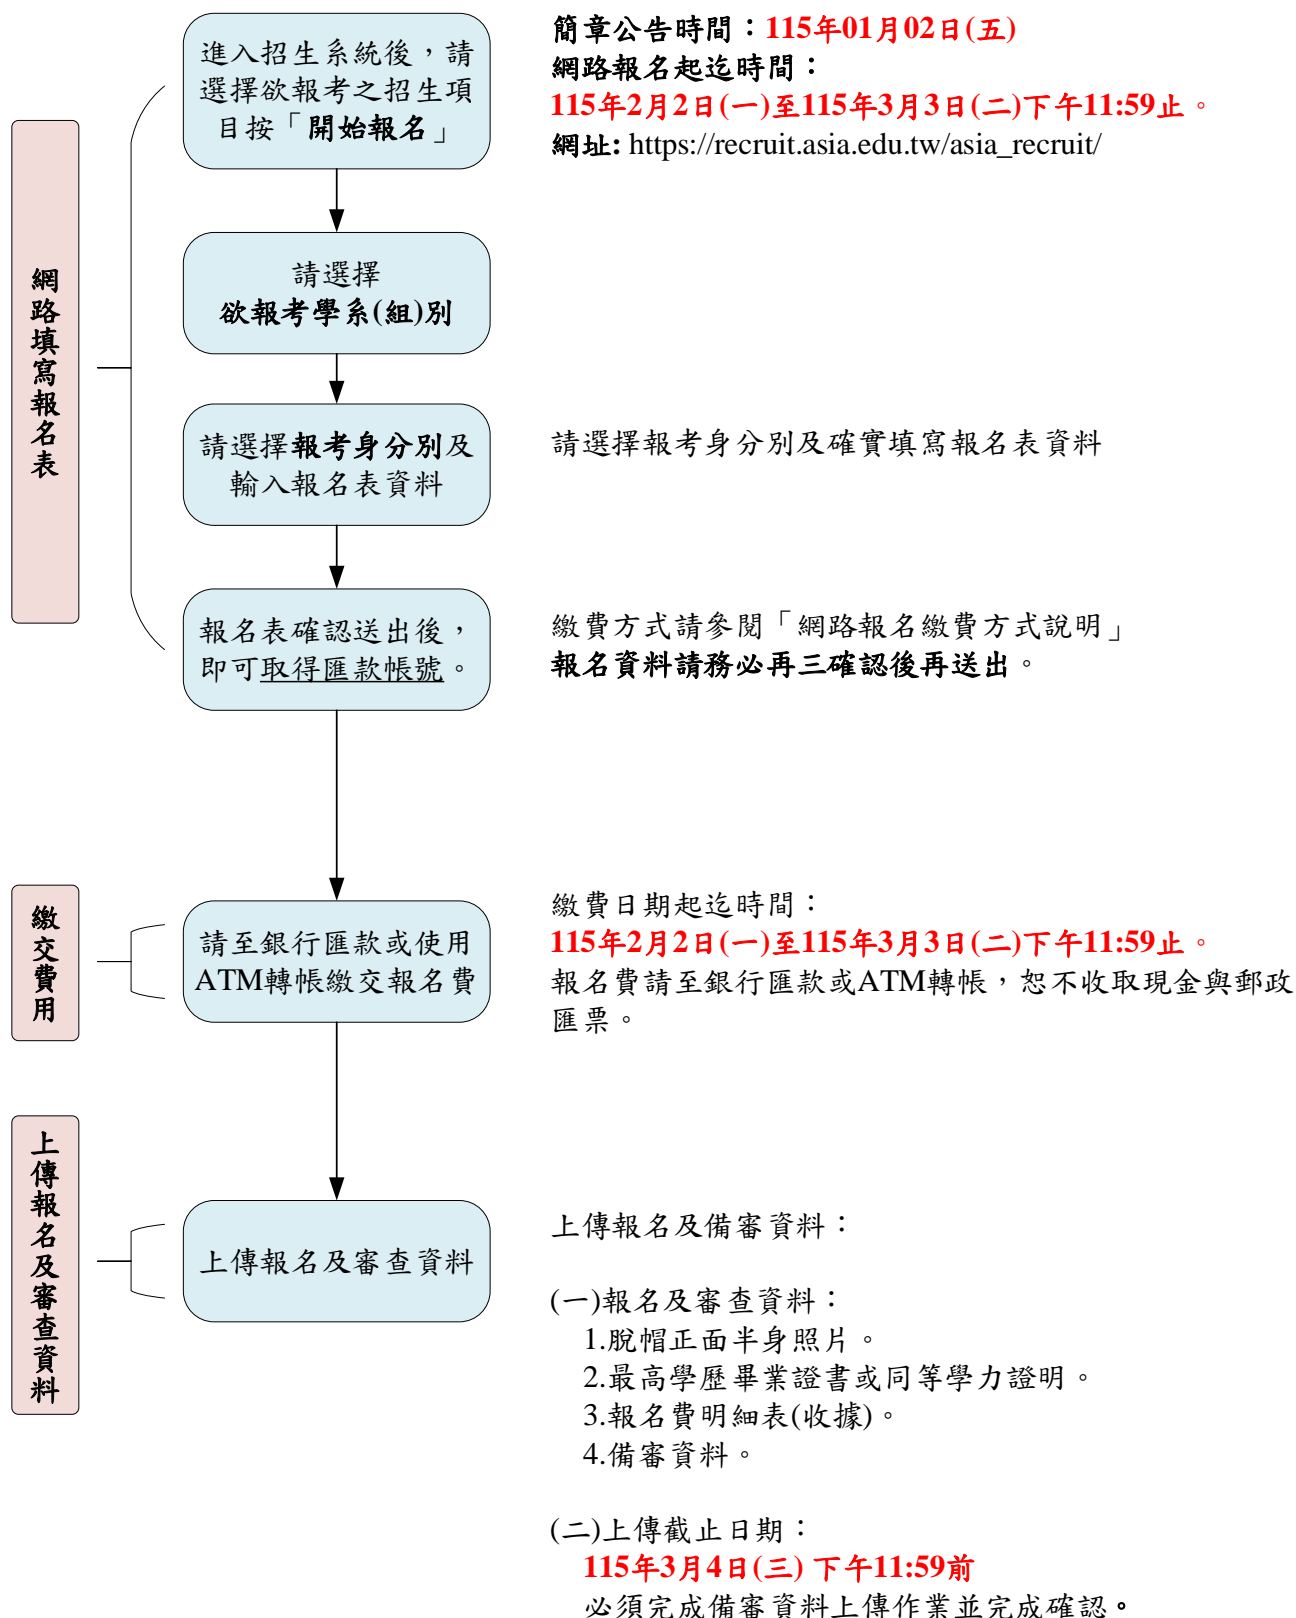 網路填寫報名表
進入招生系統後，請
選擇欲報考之招生項
目按「開始報名」
簡章公告時間：115年01月02日(五)
網路報名起迄時間：
115年2月2日(一)至115年3月3日(二)下午11:59止。
網址: https://recruit.asia.edu.tw/asia_recruit/
請選擇
欲報考學系(組)別
請選擇報考身分別及
輸入報名表資料
請選擇報考身分別及確實填寫報名表資料
報名表確認送出後，
即可取得匯款帳號。
繳費方式請參閱「網路報名繳費方式說明」
報名資料請務必再三確認後再送出。
繳交費用
請至銀行匯款或使用
ATM轉帳繳交報名費
繳費日期起迄時間：
115年2月2日(一)至115年3月3日(二)下午11:59止。
報名費請至銀行匯款或ATM轉帳，恕不收取現金與郵政
匯票。
上傳報名及審查資料
上傳報名及審查資料
上傳報名及備審資料：
(一)報名及審查資料：
1.脫帽正面半身照片。
2.最高學歷畢業證書或同等學力證明。
3.報名費明細表(收據)。
4.備審資料。
(二)上傳截止日期：
115年3月4日(三) 下午11:59前
必須完成備審資料上傳作業並完成確認。